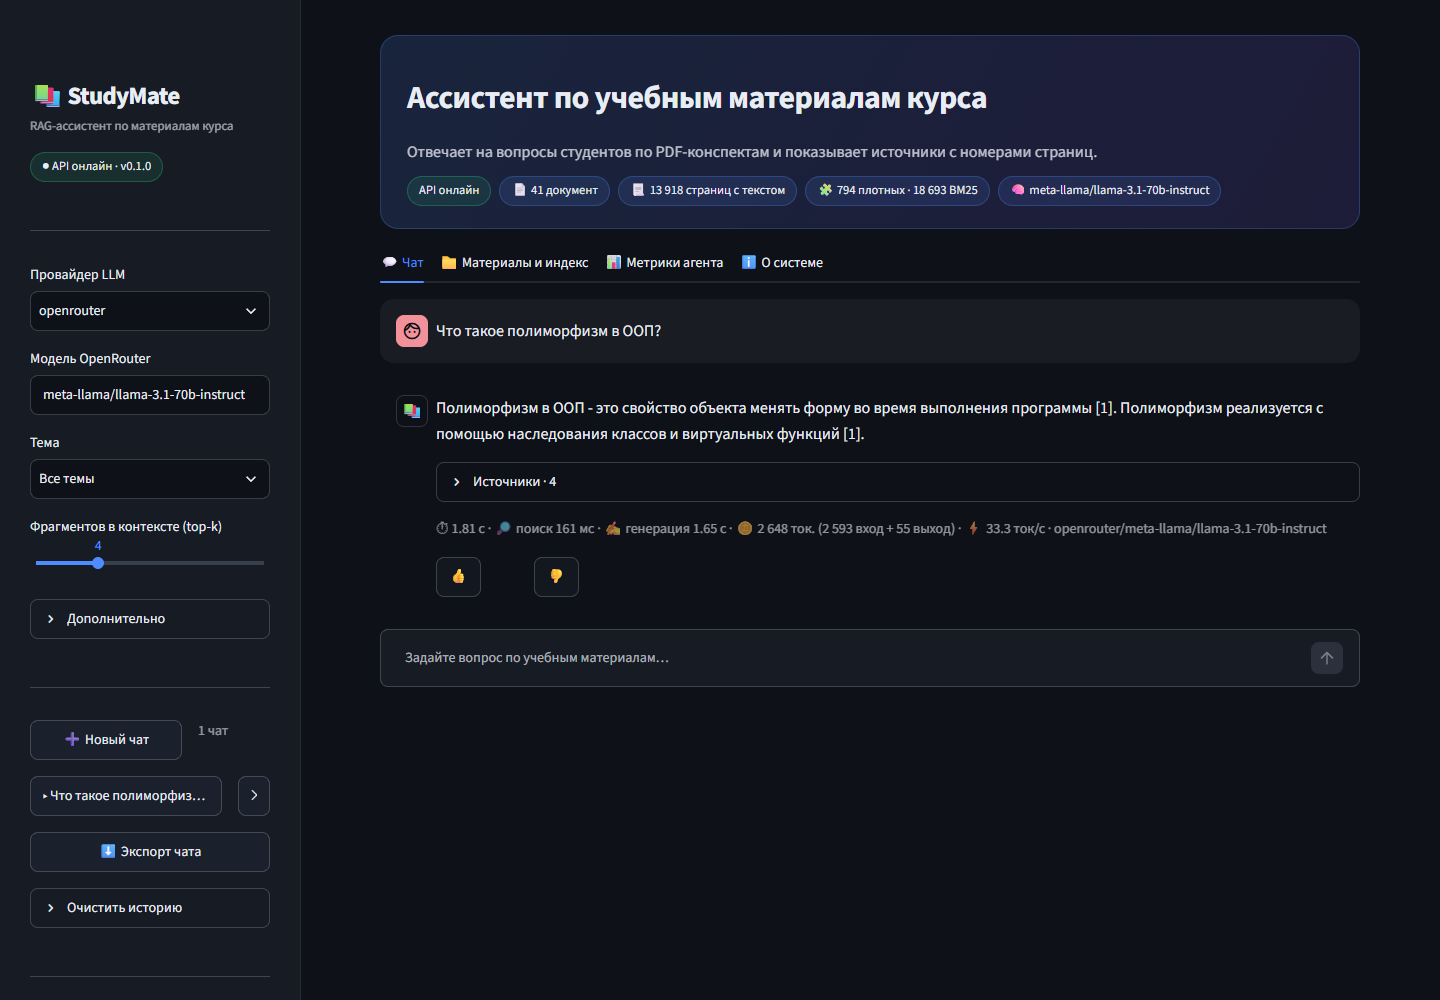 StudyMate
RAG-ассистент по материалам курса
API онлайн · v0.1.0
Провайдер LLM
openrouter
Модель OpenRouter
meta-llama/llama-3.1-70b-instruct
Тема
Все темы
Фрагментов в контексте (top-k)
4
Дополнительно
Новый чат
1 чат
Что такое полиморфиз...
Экспорт чата
Очистить историю
Ассистент по учебным материалам курса
Отвечает на вопросы студентов по PDF-конспектам и показывает источники с номерами страниц.
API онлайн
41 документ
13 918 страниц с текстом
794 плотных · 18 693 BM25
meta-llama/llama-3.1-70b-instruct
Чат
Материалы и индекс
Метрики агента
О системе
Что такое полиморфизм в ООП?
Полиморфизм в ООП - это свойство объекта менять форму во время выполнения программы [1]. Полиморфизм реализуется с
помощью наследования классов и виртуальных функций [1].
Источники · 4
1.81 с · поиск 161 мс · генерация 1.65 с · 2 648 ток. (2 593 вход + 55 выход) · 33.3 ток/с · openrouter/meta-llama/llama-3.1-70b-instruct
Задайте вопрос по учебным материалам...